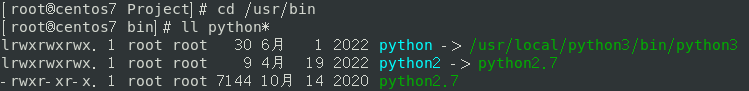 [root@centos7 Project]# cd /usr/bin
[root@centos7 bin]# ll python*
lrwxrwxrwx. 1 root root 30 6月 1 2022 python -> /usr/local/python3/bin/python3
lrwxrwxrwx. 1 root root 9 4月 19 2022 python2 -> python2.7
-rwxr-xr-x. 1 root root 7144 10月 14 2020 python2.7